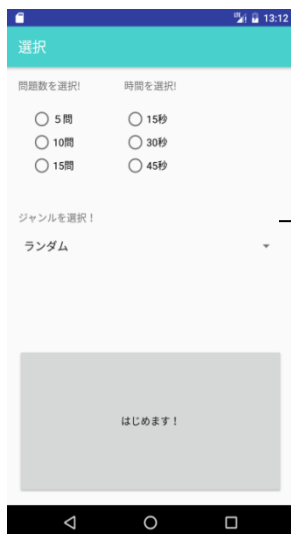 13:12
選択
問題数を選択! 時間を選択!
5問 15秒
10問 30秒
15問 45秒
ジャンルを選択！
ランダム
はじめます！